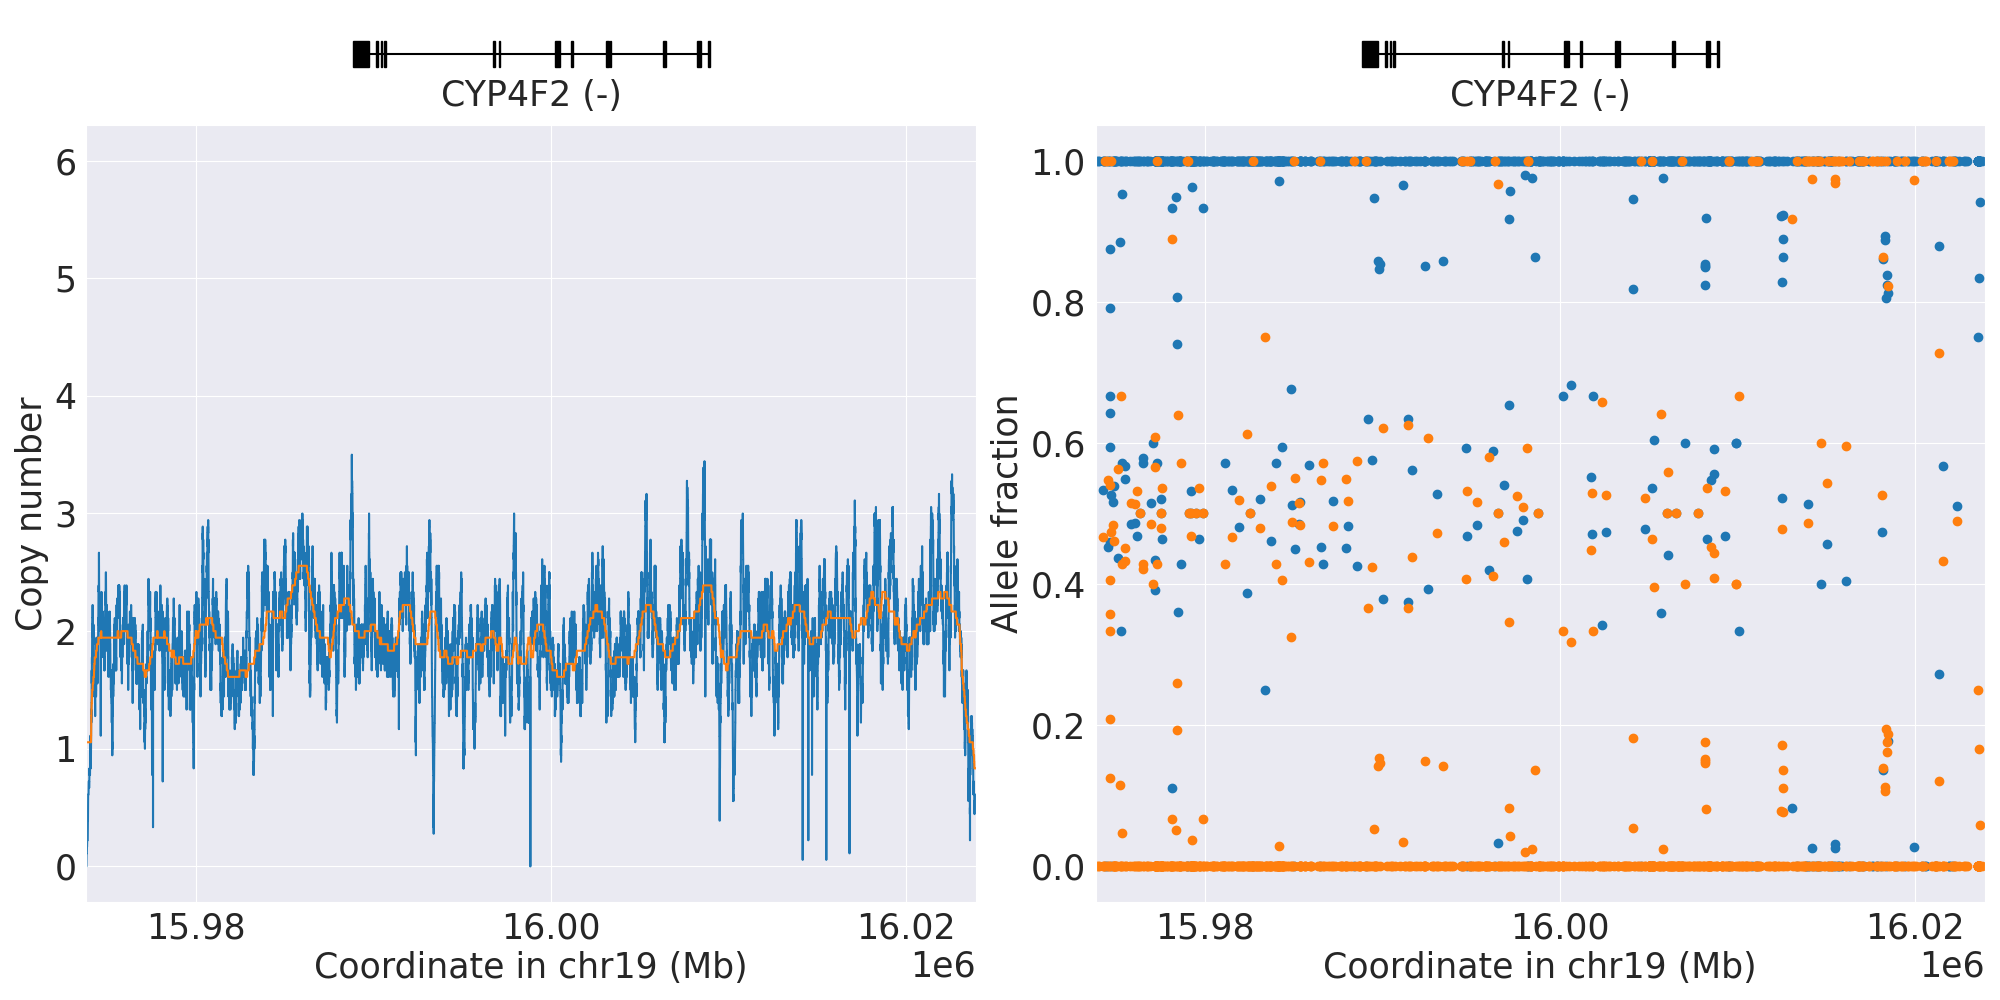 CYP4F2 (-)
6
5
4
3
2
1
0
Copy number
15.98
16.00
16.02
Coordinate in chr19 (Mb)
1e6
CYP4F2 (-)
1.0
0.8
0.6
0.4
0.2
0.0
Allele fraction
15.98
16.00
16.02
Coordinate in chr19 (Mb)
1e6